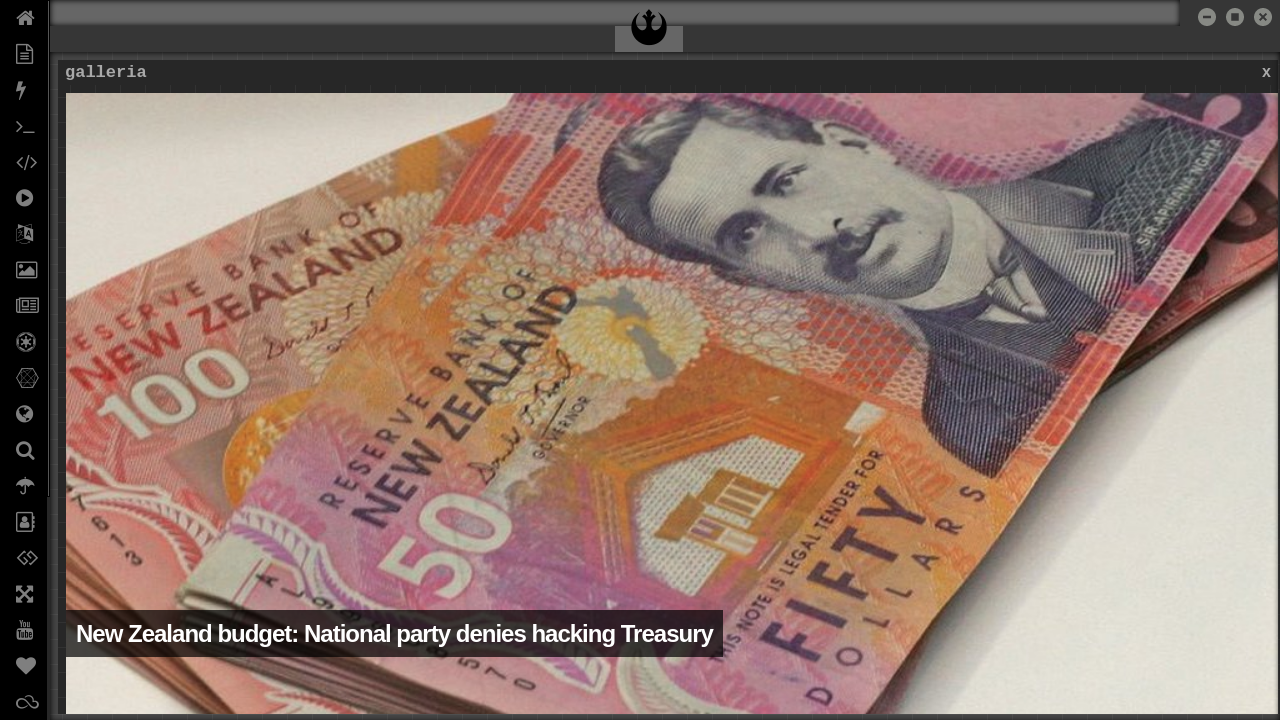 galleria
x
RESERVE BANK OF
NEW ZEALAND
100
RESERVE BANK OF
NEW ZEALAND
GOVERNOR
50
SIR APIRANA NGATA
THIS NOTE IS LEGAL TENDER FOR
FIFTY
DOLLARS
New Zealand budget: National party denies hacking Treasury